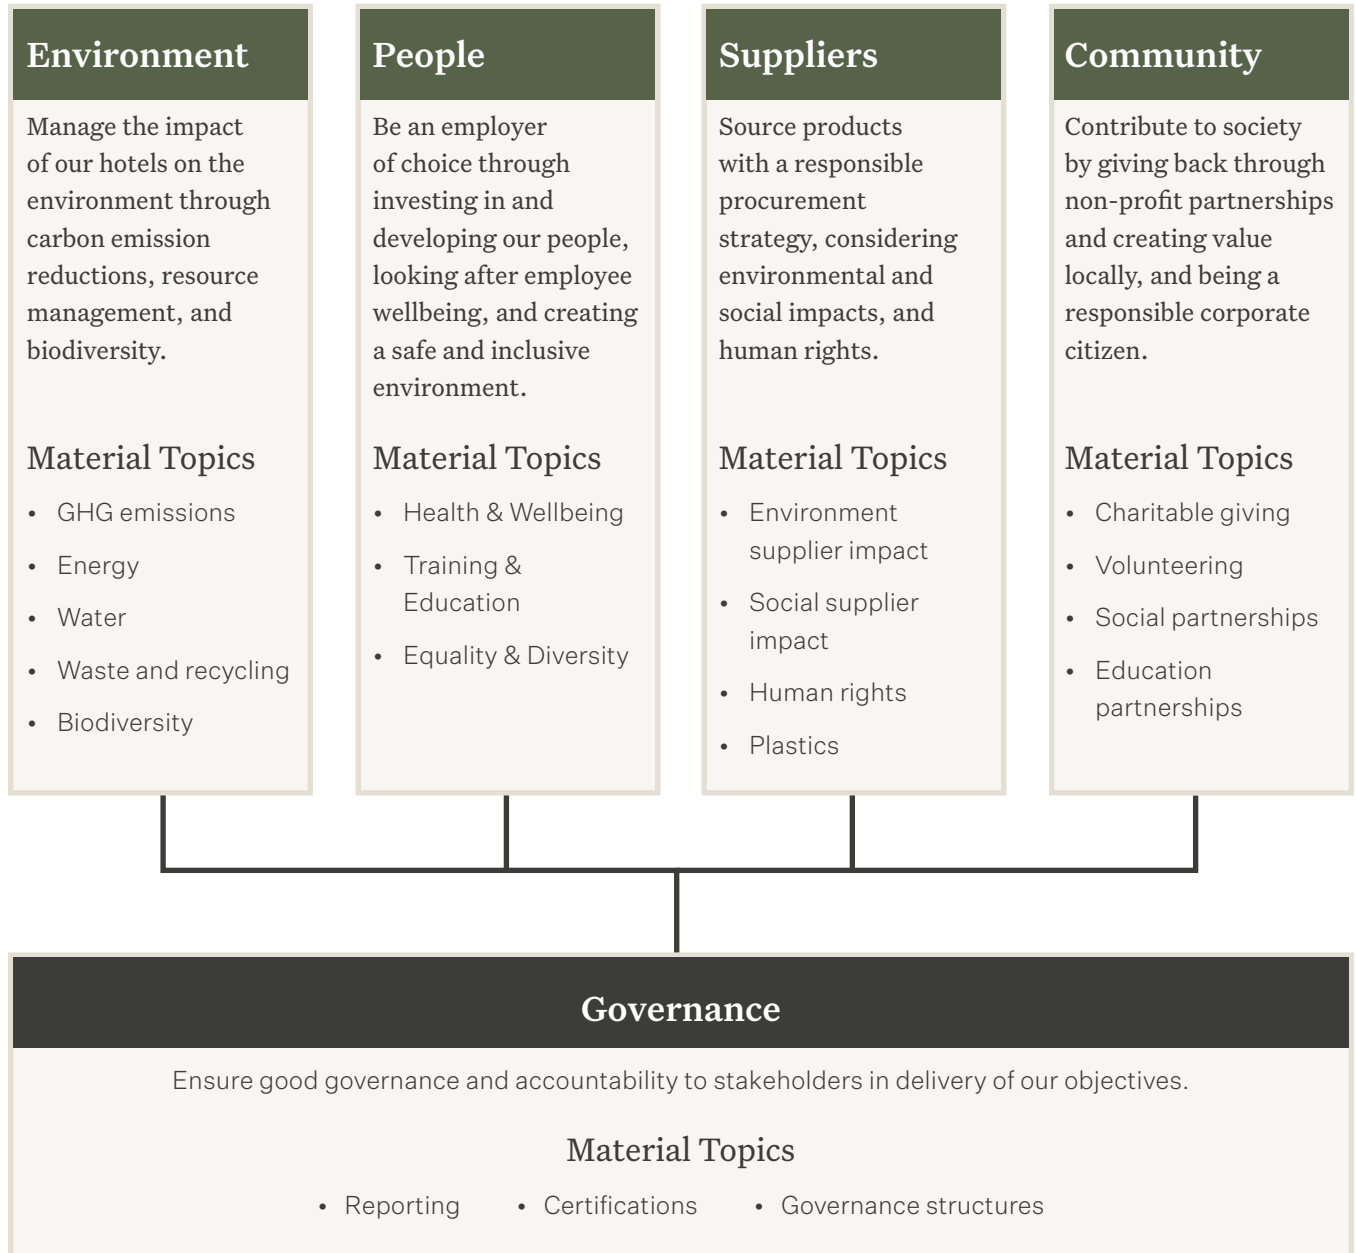 Environment
Manage the impact
of our hotels on the
environment through
carbon emission
reductions, resource
management, and
biodiversity.
Material Topics
• GHG emissions
• Energy
• Water
• Waste and recycling
• Biodiversity
People
Be an employer
of choice through
investing in and
developing our people,
looking after employee
wellbeing, and creating
a safe and inclusive
environment.
Material Topics
• Health & Wellbeing
• Training &
Education
• Equality & Diversity
Suppliers
Source products
with a responsible
procurement
strategy, considering
environmental and
social impacts, and
human rights.
Material Topics
• Environment
supplier impact
• Social supplier
impact
• Human rights
• Plastics
Community
Contribute to society
by giving back through
non-profit partnerships
and creating value
locally, and being a
responsible corporate
citizen.
Material Topics
• Charitable giving
• Volunteering
• Social partnerships
• Education
partnerships
Governance
Ensure good governance and accountability to stakeholders in delivery of our objectives.
Material Topics
• Reporting • Certifications • Governance structures